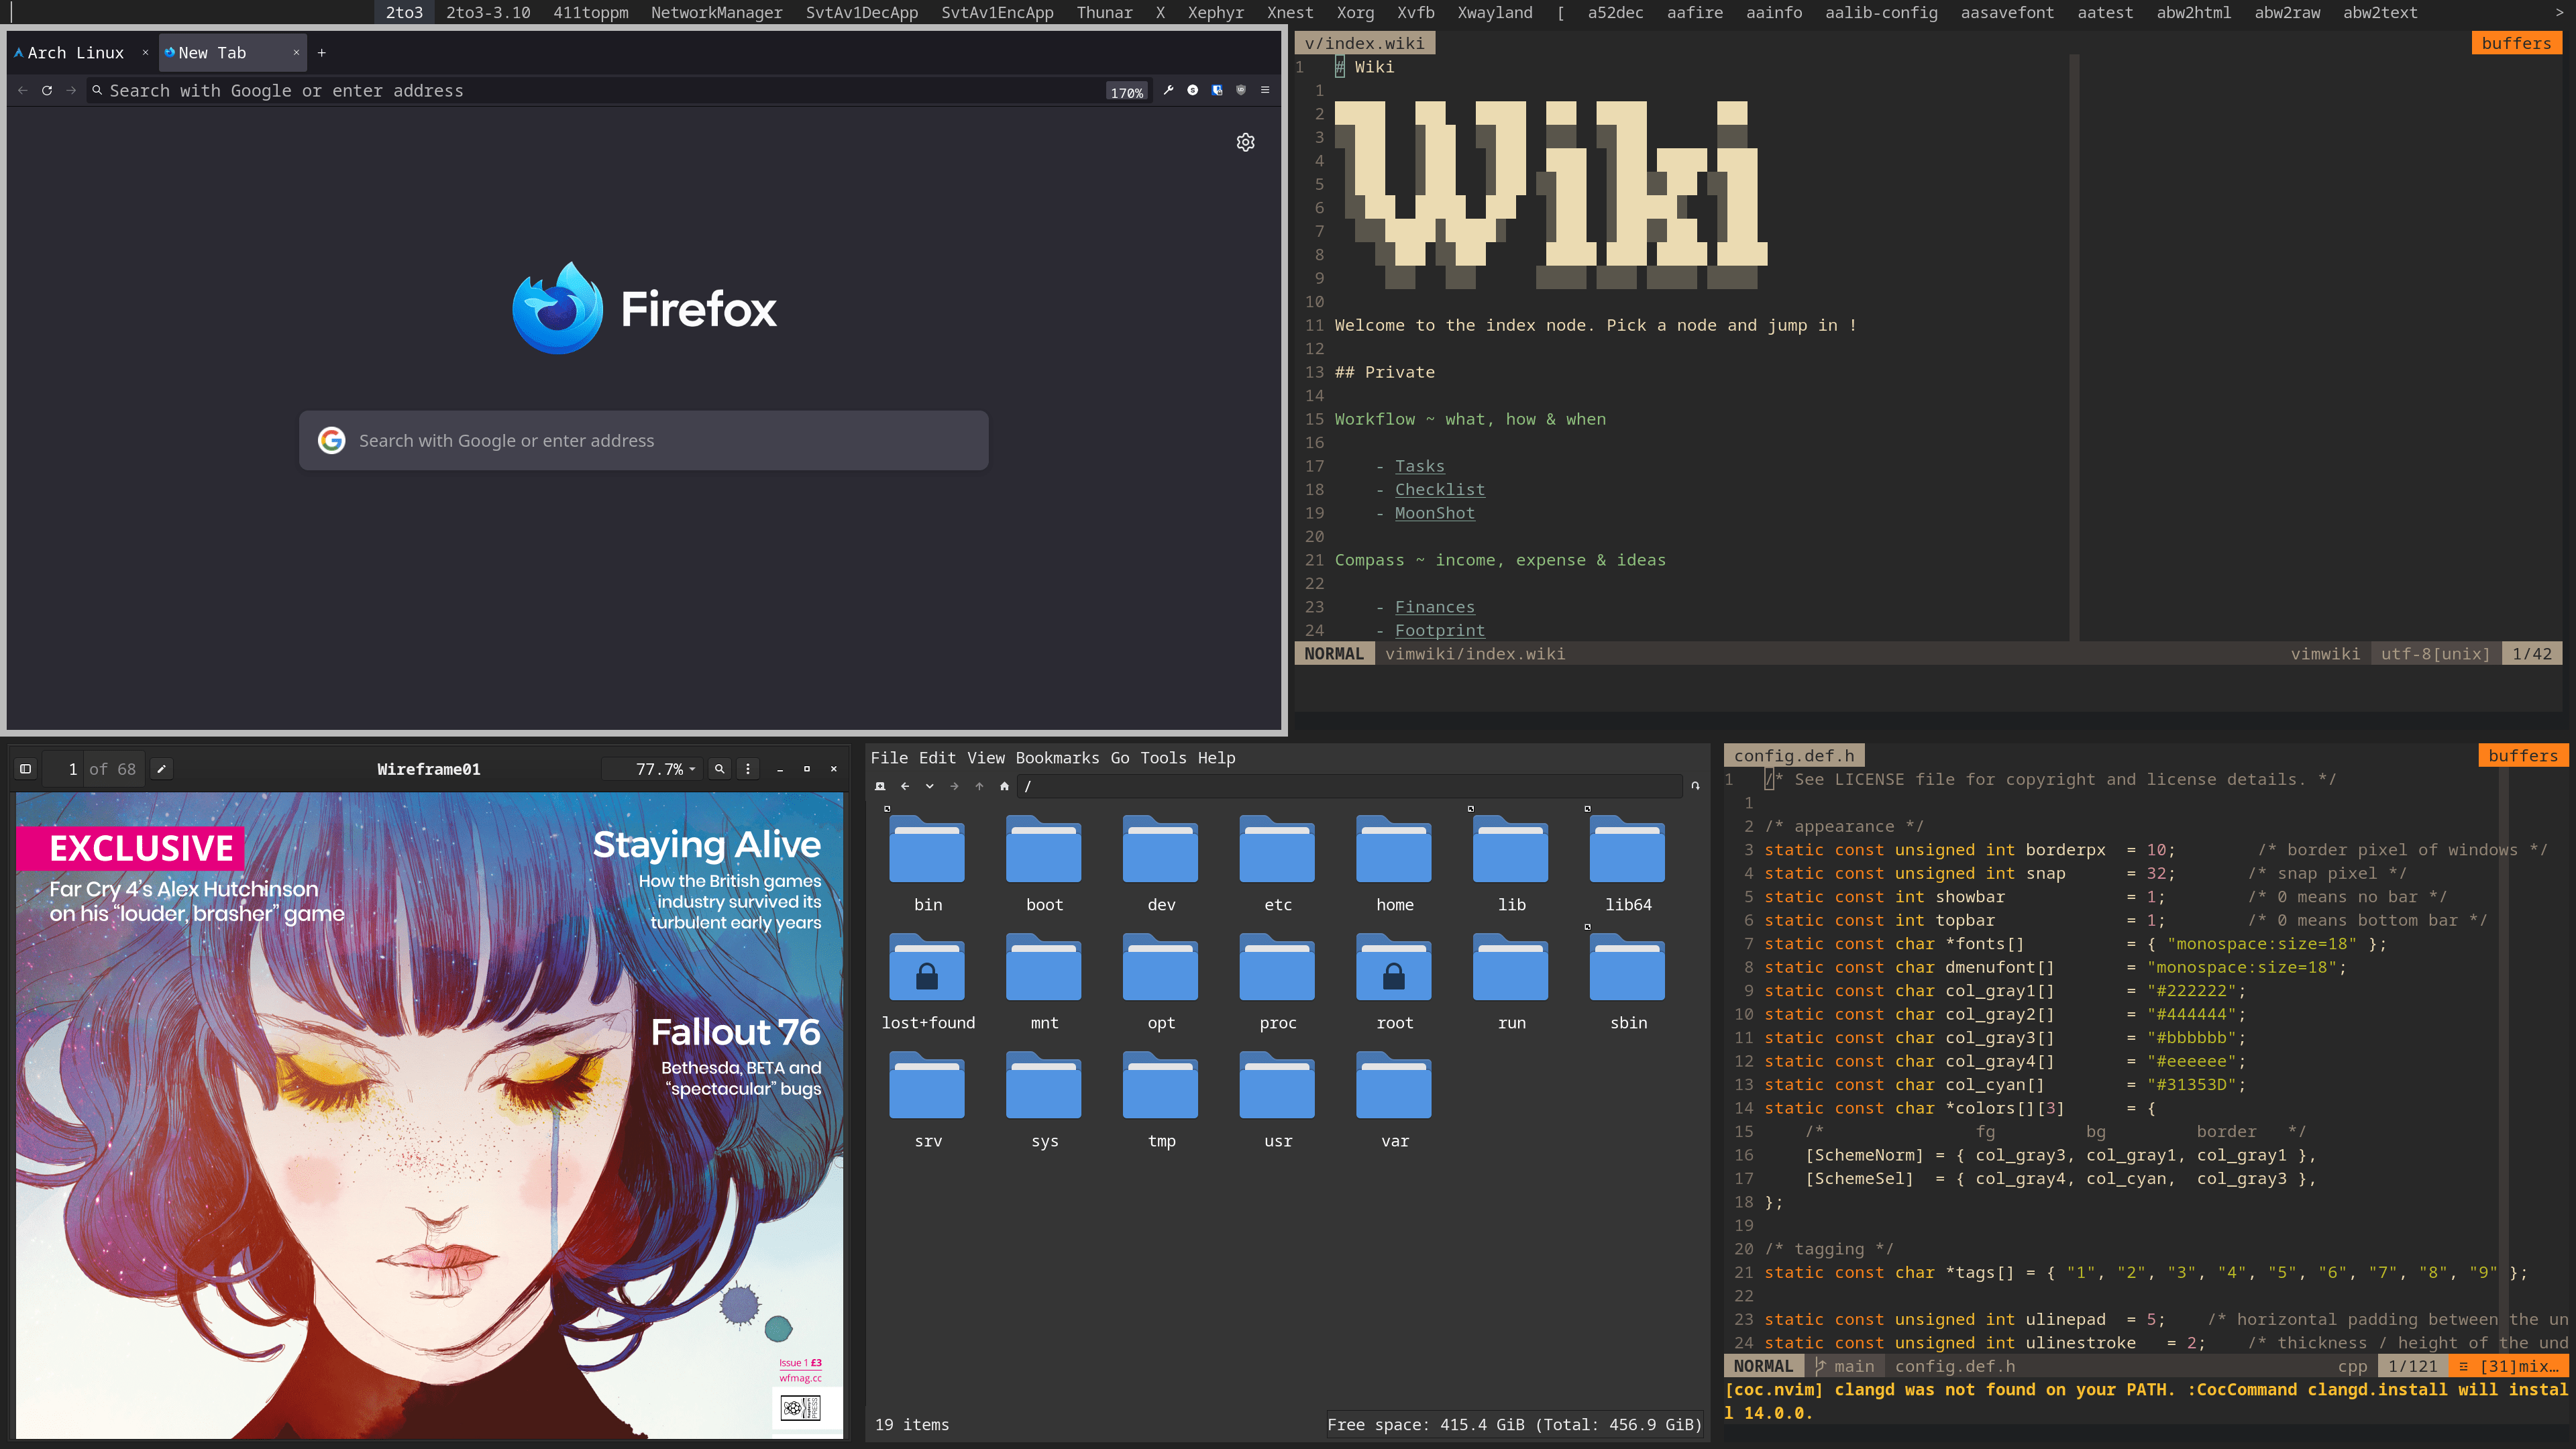 2to3 2to3-3.10 411toppm NetworkManager SvtAv1DecApp SvtAv1EncApp Thunar X Xephyr Xnest Xorg Xvfb Xwayland [ a52dec aafire aainfo aalib-config aasavefont aatest abw2html abw2raw abw2text >
Arch Linux × New Tab × +
Search with Google or enter address 170%
Firefox
Search with Google or enter address
v/index.wiki buffers
1 # Wiki
1
2
3
4
5
6
7
8
9
Wiki
10
11 Welcome to the index node. Pick a node and jump in !
12
13 ## Private
14
15 Workflow ~ what, how & when
16
17 - Tasks
18 - Checklist
19 - MoonShot
20
21 Compass ~ income, expense & ideas
22
23 - Finances
24 - Footprint
NORMAL vimwiki/index.wiki vimwiki utf-8[unix] 1/42
1 of 68 Wireframe01 77.7%
EXCLUSIVE
Far Cry 4’s Alex Hutchinson
on his “louder, brasher” game
Staying Alive
How the British games
industry survived its
turbulent early years
Fallout 76
Bethesda, BETA and
“spectacular” bugs
Issue 1 £3
wfmag.cc
File Edit View Bookmarks Go Tools Help
/
bin boot dev etc home lib lib64
lost+found mnt opt proc root run sbin
srv sys tmp usr var
19 items Free space: 415.4 GiB (Total: 456.9 GiB)
config.def.h buffers
1 /* See LICENSE file for copyright and license details. */
1
2 /* appearance */
3 static const unsigned int borderpx = 10; /* border pixel of windows */
4 static const unsigned int snap = 32; /* snap pixel */
5 static const int showbar = 1; /* 0 means no bar */
6 static const int topbar = 1; /* 0 means bottom bar */
7 static const char *fonts[] = { "monospace:size=18" };
8 static const char dmenufont[] = "monospace:size=18";
9 static const char col_gray1[] = "#222222";
10 static const char col_gray2[] = "#444444";
11 static const char col_gray3[] = "#bbbbbb";
12 static const char col_gray4[] = "#eeeeee";
13 static const char col_cyan[] = "#31353D";
14 static const char *colors[][3] = {
15 /* fg bg border */
16 [SchemeNorm] = { col_gray3, col_gray1, col_gray1 },
17 [SchemeSel] = { col_gray4, col_cyan, col_gray3 },
18 };
19
20 /* tagging */
21 static const char *tags[] = { "1", "2", "3", "4", "5", "6", "7", "8", "9" };
22
23 static const unsigned int ulinepad = 5; /* horizontal padding between the un
24 static const unsigned int ulinestroke = 2; /* thickness / height of the und
NORMAL main config.def.h cpp 1/121 ☲ [31]mix…
[coc.nvim] clangd was not found on your PATH. :CocCommand clangd.install will instal
l 14.0.0.